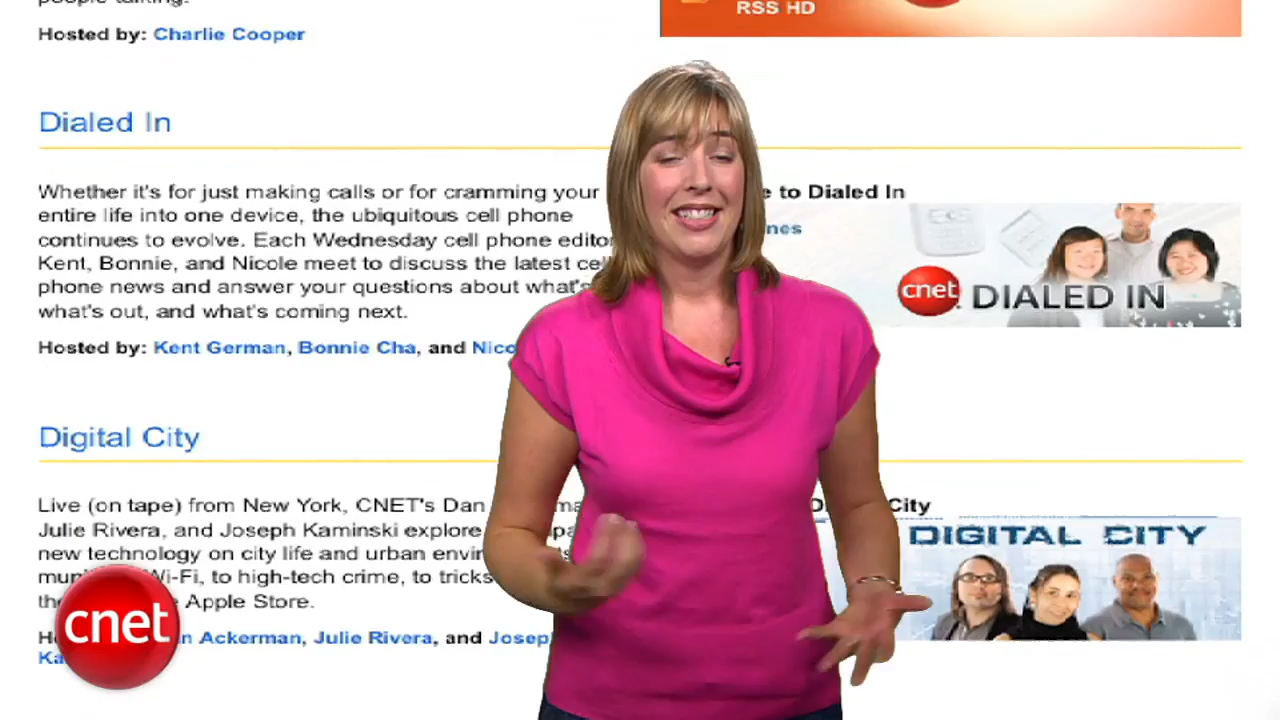 people talking.
RSS HD
Hosted by: Charlie Cooper
Dialed In
Whether it's for just making calls or for cramming your
entire life into one device, the ubiquitous cell phone
continues to evolve. Each Wednesday cell phone editor
Kent, Bonnie, and Nicole meet to discuss the latest cell
phone news and answer your questions about what's
what's out, and what's coming next.
Hosted by: Kent German, Bonnie Cha, and
to Dialed In
cnet DIALED IN
Digital City
Live (on tape) from New York, CNET's Dan
Julie Rivera, and Joseph Kaminski explore
new technology on city life and urban
Wi-Fi, to high-tech crime, to tricks
Apple Store.
Ackerman, Julie Rivera, and
City
DIGITAL CITY
cnet